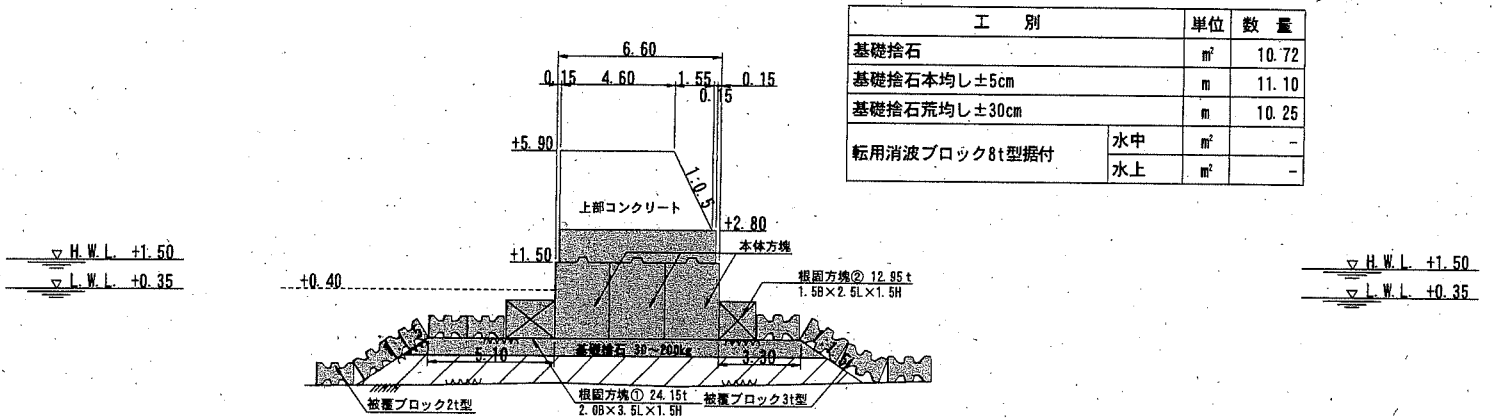 工 別 単位 数 量
基礎捨石 ㎡ 10.72
基礎捨石本均し±5cm m 11.10
基礎捨石荒均し±30cm m 10.25
転用消波ブロック8t型据付 水中 ㎡ -
水上 ㎡ -
6.60
0.15 4.60 1.55 0.15
0.15
+5.90
1:0.5
上部コンクリート
+2.80
本体方塊
+1.50
H.W.L. +1.50
L.W.L. +0.35
+0.40
根固方塊② 12.95t
1.5B×2.5L×1.5H
H.W.L. +1.50
L.W.L. +0.35
5.10
基礎捨石 30~200kg
3.30
被覆ブロック2t型
根固方塊① 24.15t
2.0B×3.5L×1.5H
被覆ブロック3t型